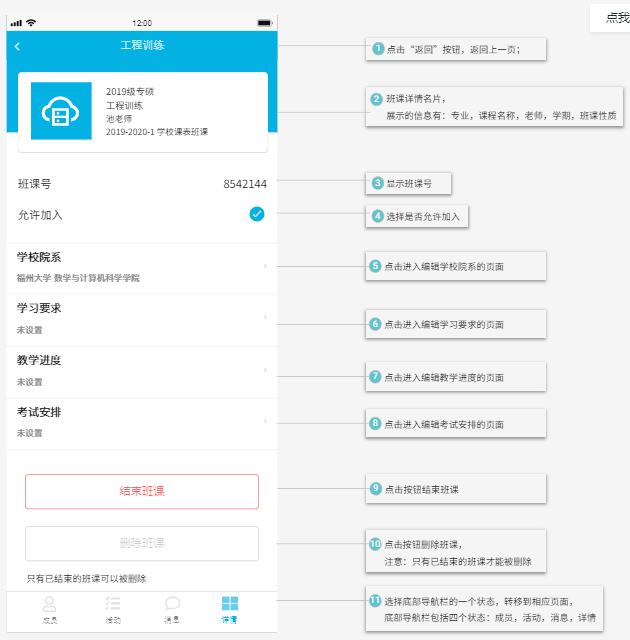 12:00
点我
工程训练
2019级专硕
工程训练
池老师
2019-2020-1 学校课表班课
班课号
8542144
允许加入
学校院系
福州大学 数学与计算机科学学院
学习要求
未设置
教学进度
未设置
考试安排
未设置
结束班课
删除班课
只有已结束的班课可以被删除
成员
活动
消息
详情
1 点击“返回”按钮，返回上一页；
2 班课详情名片，
展示的信息有：专业，课程名称，老师，学期，班课性质
3 显示班课号
4 选择是否允许加入
5 点击进入编辑学校院系的页面
6 点击进入编辑学习要求的页面
7 点击进入编辑教学进度的页面
8 点击进入编辑考试安排的页面
9 点击按钮结束班课
10 点击按钮删除班课，
注意：只有已结束的班课才能被删除
11 选择底部导航栏的一个状态，转移到相应页面，
底部导航栏包括四个状态：成员，活动，消息，详情